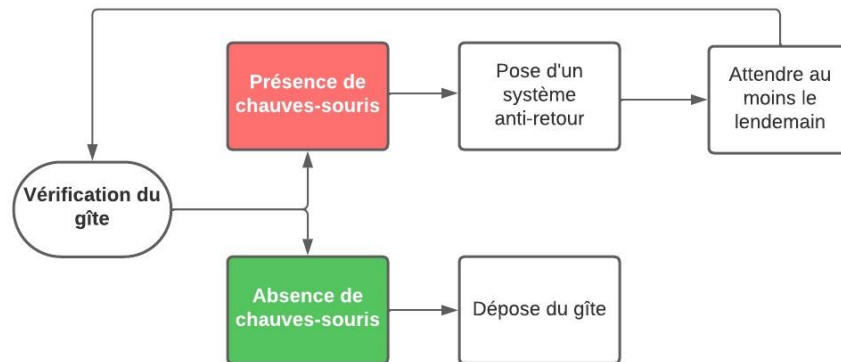 Vérification du
gîte
Présence de
chauves-souris
Pose d'un
système
anti-retour
Attendre au
moins le
lendemain
Absence de
chauves-souris
Dépose du gîte